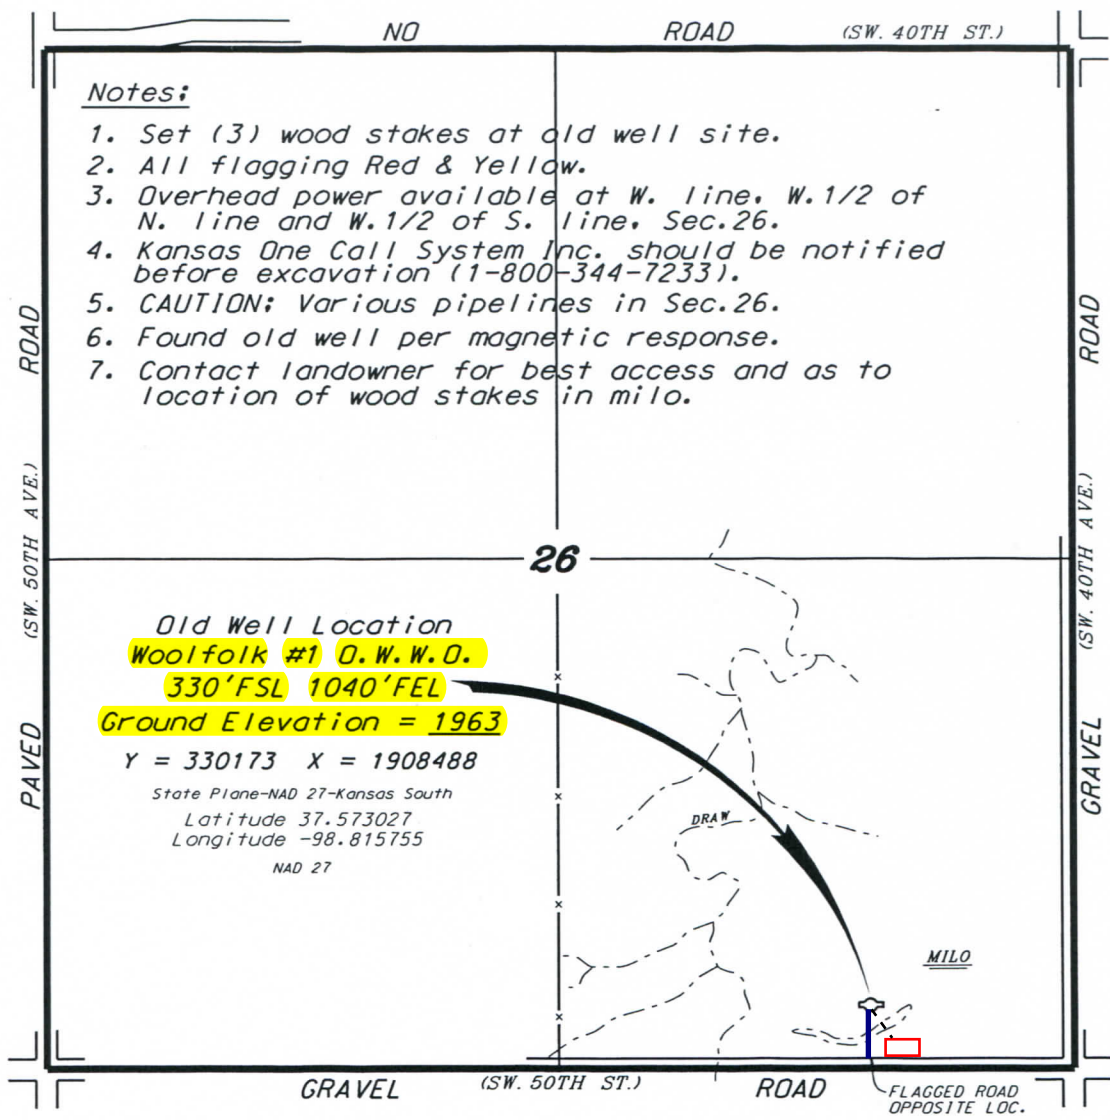 NO ROAD (SW. 40TH ST.)
Notes:
1. Set (3) wood stakes at old well site.
2. All flagging Red & Yellow.
3. Overhead power available at W. line, W.1/2 of
N. line and W.1/2 of S. line, Sec.26.
4. Kansas One Call System Inc. should be notified
before excavation (1-800-344-7233).
5. CAUTION: Various pipelines in Sec.26.
6. Found old well per magnetic response.
7. Contact landowner for best access and as to
location of wood stakes in milo.
PAVED (SW. 50TH AVE.) ROAD
GRAVEL (SW. 40TH AVE.) ROAD
26
Old Well Location
Woolfolk #1 O.W.W.O.
330'FSL 1040'FEL
Ground Elevation = 1963
Y = 330173 X = 1908488
State Plane-NAD 27-Kansas South
Latitude 37.573027
Longitude -98.815755
NAD 27
DRAW
MILO
GRAVEL (SW. 50TH ST.) ROAD
FLAGGED ROAD
OPPOSITE LOC.